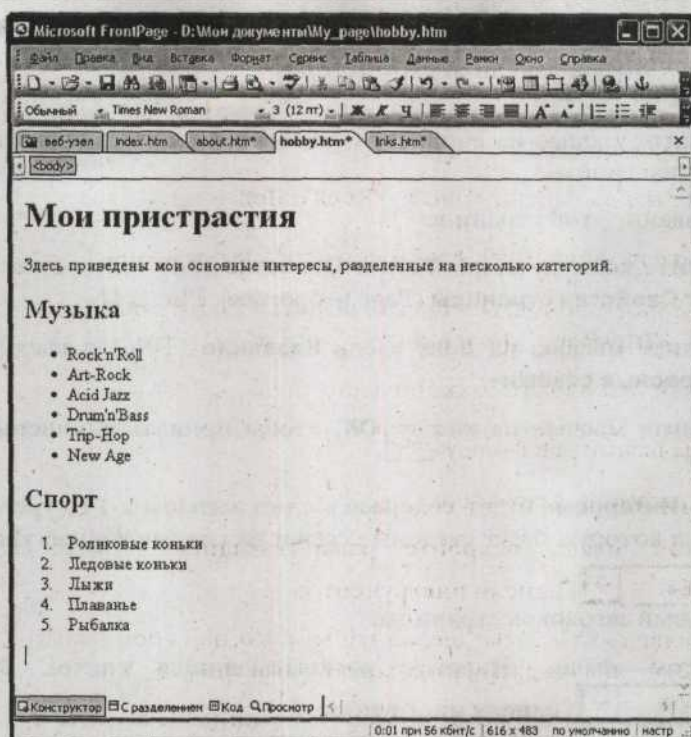 Microsoft FrontPage - D:\Мои документы\My_page\hobby.htm
Файл Правка Вид Вставка Формат Сервис Таблица Данные Рамки Окно Справка
Обычный Times New Roman 3 (12 пт) Ж К Ч
веб-узел index.htm about.htm* hobby.htm* links.htm*
<body>
Мои пристрастия
Здесь приведены мои основные интересы, разделенные на несколько категорий.
Музыка
• Rock'n'Roll
• Art-Rock
• Acid Jazz
• Drum'n'Bass
• Trip-Hop
• New Age
Спорт
1. Роликовые коньки
2. Ледовые коньки
3. Лыжи
4. Плаванье
5. Рыбалка
Конструктор С разделением Код Просмотр
0:01 при 56 кбит/с 616 x 483 по умолчанию настр